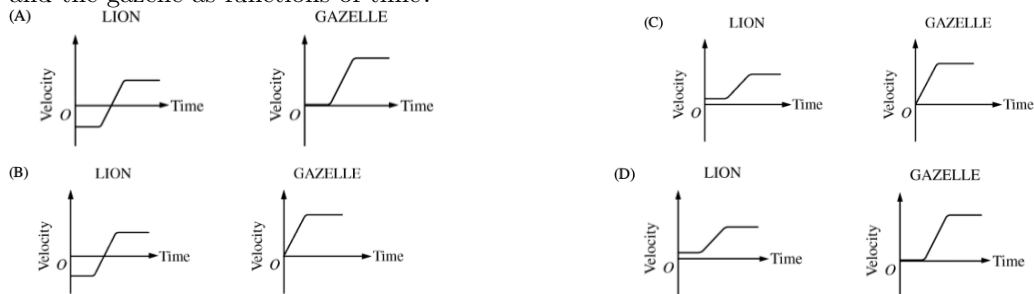 and the gazelle as functions of time?
(A) LION GAZELLE
Velocity O Time Velocity O Time
(B) LION GAZELLE
Velocity O Time Velocity O Time
(C) LION GAZELLE
Velocity O Time Velocity O Time
(D) LION GAZELLE
Velocity O Time Velocity O Time